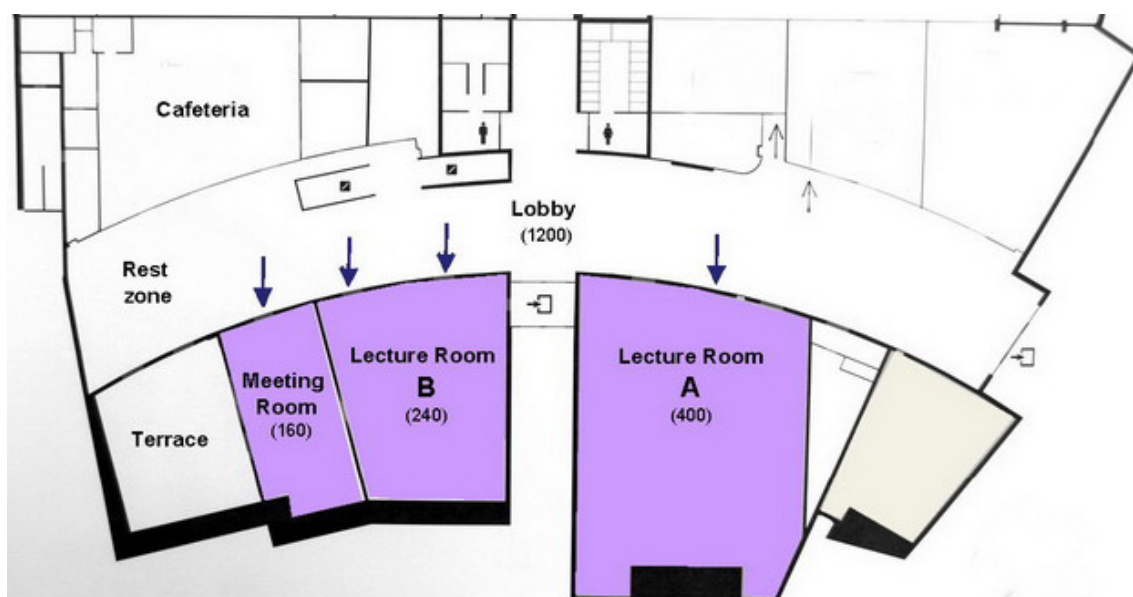 Cafeteria
Lobby
(1200)
Rest
zone
Lecture Room
B
(240)
Lecture Room
A
(400)
Meeting
Room
(160)
Terrace